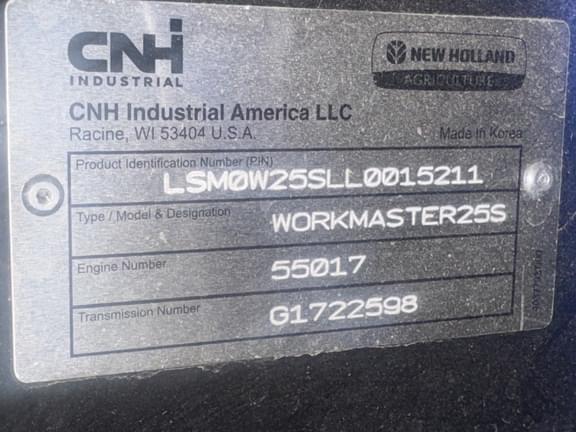 CNH
INDUSTRIAL
NEW HOLLAND
AGRICULTURE
CNH Industrial America LLC
Racine, WI 53404 U.S.A.
Made In Korea
Product Identification Number (PIN)
LSM0W25SLL0015211
Type / Model & Designation
WORKMASTER25S
Engine Number
55017
Transmission Number
G1722598